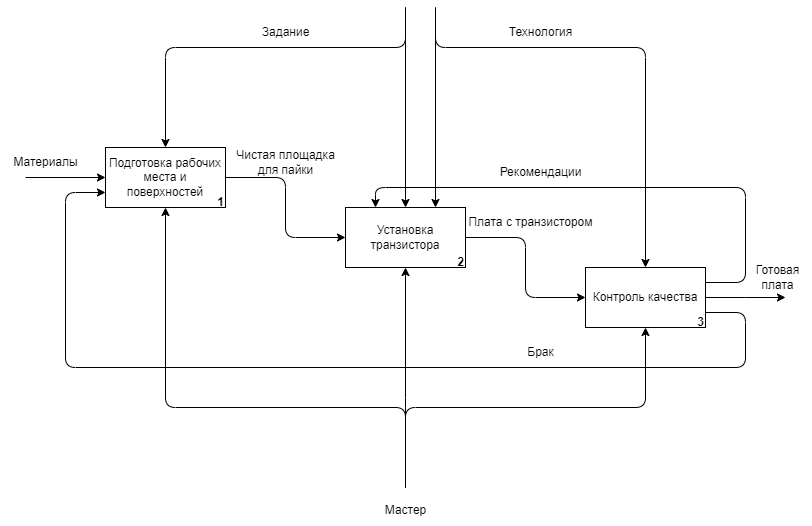 Задание
Технология
Материалы
Подготовка рабочих
места и
поверхностей
1
Чистая площадка
для пайки
Рекомендации
Установка
транзистора
2
Плата с транзистором
Контроль качества
3
Готовая
плата
Брак
Мастер